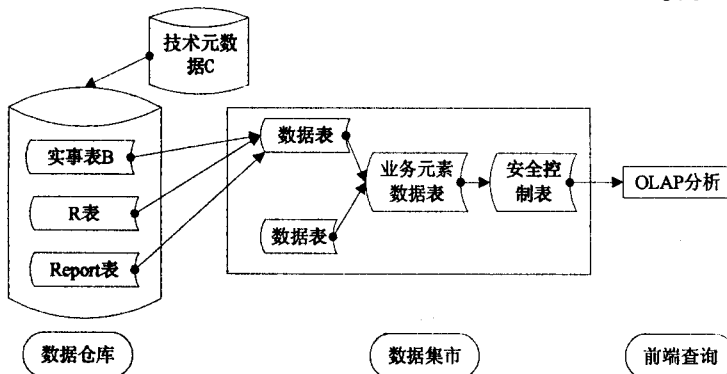 技术元数
据C
实事表B
R表
Report表
数据表
数据表
业务元素
数据表
安全控
制表
OLAP分析
数据仓库
数据集市
前端查询